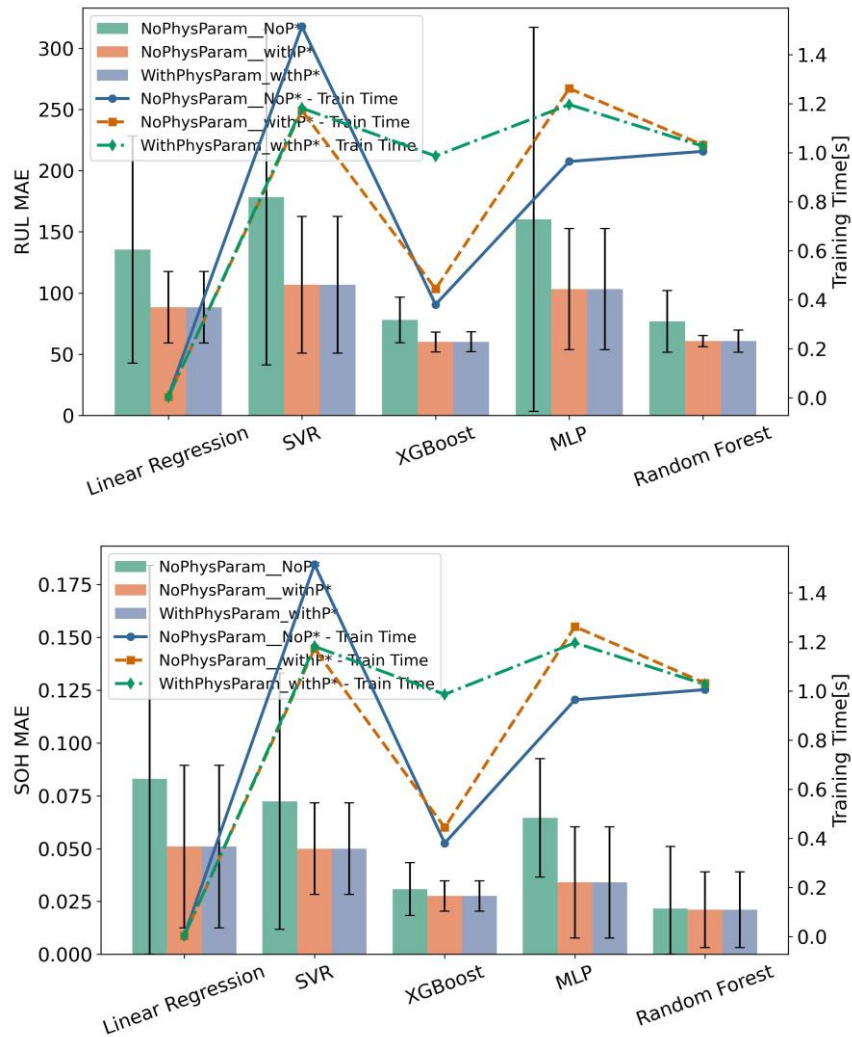 NoPhysParam__NoP*
NoPhysParam__withP*
WithPhysParam_withP*
NoPhysParam__NoP* - Train Time
NoPhysParam__withP* - Train Time
WithPhysParam_withP* - Train Time
RUL MAE
300
250
200
150
100
50
0
Training Time[s]
1.4
1.2
1.0
0.8
0.6
0.4
0.2
0.0
Linear Regression
SVR
XGBoost
MLP
Random Forest
NoPhysParam__NoP*
NoPhysParam__withP*
WithPhysParam_withP*
NoPhysParam__NoP* - Train Time
NoPhysParam__withP* - Train Time
WithPhysParam_withP* - Train Time
SOH MAE
0.175
0.150
0.125
0.100
0.075
0.050
0.025
0.000
Training Time[s]
1.4
1.2
1.0
0.8
0.6
0.4
0.2
0.0
Linear Regression
SVR
XGBoost
MLP
Random Forest